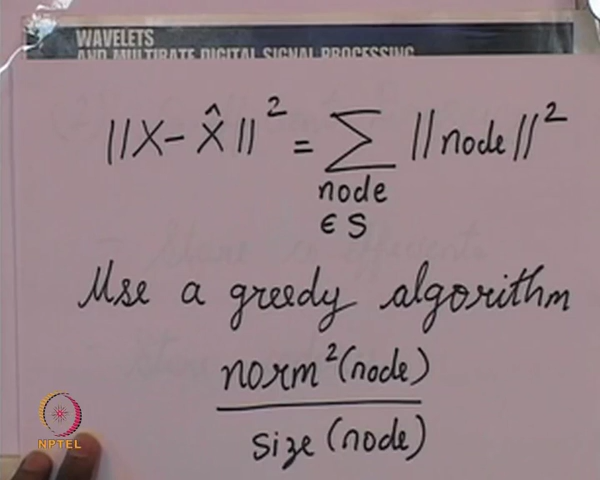 WAVELETS
AND MULTIRATE DIGITAL SIGNAL PROCESSING
||X - X̂||² = Σ ||node||²
node
∈ S
Use a greedy algorithm
norm²(node)
size(node)
NPTEL